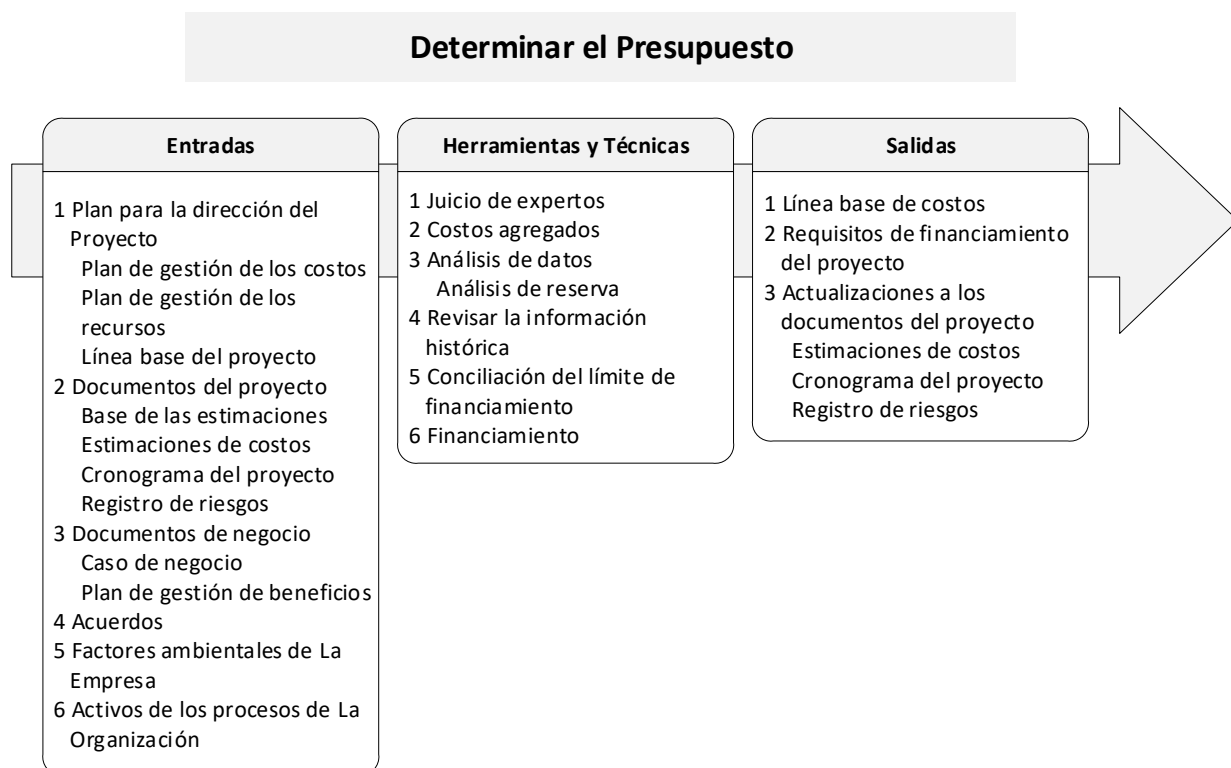 Determinar el Presupuesto
Entradas
1 Plan para la dirección del
Proyecto
Plan de gestión de los costos
Plan de gestión de los
recursos
Línea base del proyecto
2 Documentos del proyecto
Base de las estimaciones
Estimaciones de costos
Cronograma del proyecto
Registro de riesgos
3 Documentos de negocio
Caso de negocio
Plan de gestión de beneficios
4 Acuerdos
5 Factores ambientales de La
Empresa
6 Activos de los procesos de La
Organización
Herramientas y Técnicas
1 Juicio de expertos
2 Costos agregados
3 Análisis de datos
Análisis de reserva
4 Revisar la información
histórica
5 Conciliación del límite de
financiamiento
6 Financiamiento
Salidas
1 Línea base de costos
2 Requisitos de financiamiento
del proyecto
3 Actualizaciones a los
documentos del proyecto
Estimaciones de costos
Cronograma del proyecto
Registro de riesgos